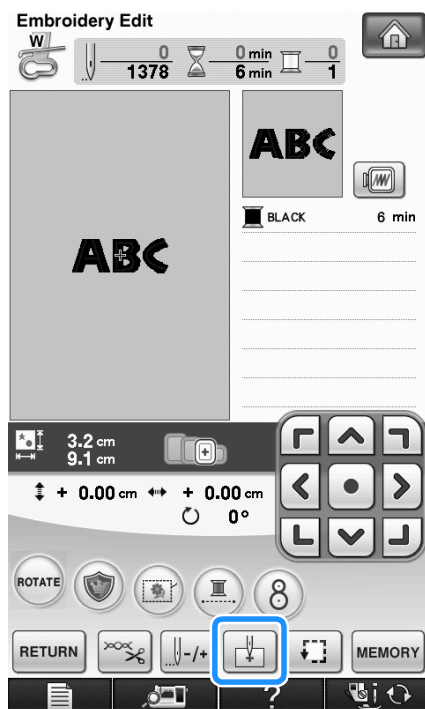 Embroidery Edit
W
0 0 min 0
1378 6 min 1
ABC
BLACK 6 min
ABC
3.2 cm
9.1 cm
+ 0.00 cm + 0.00 cm
0°
ROTATE 8
RETURN -/+ MEMORY
?